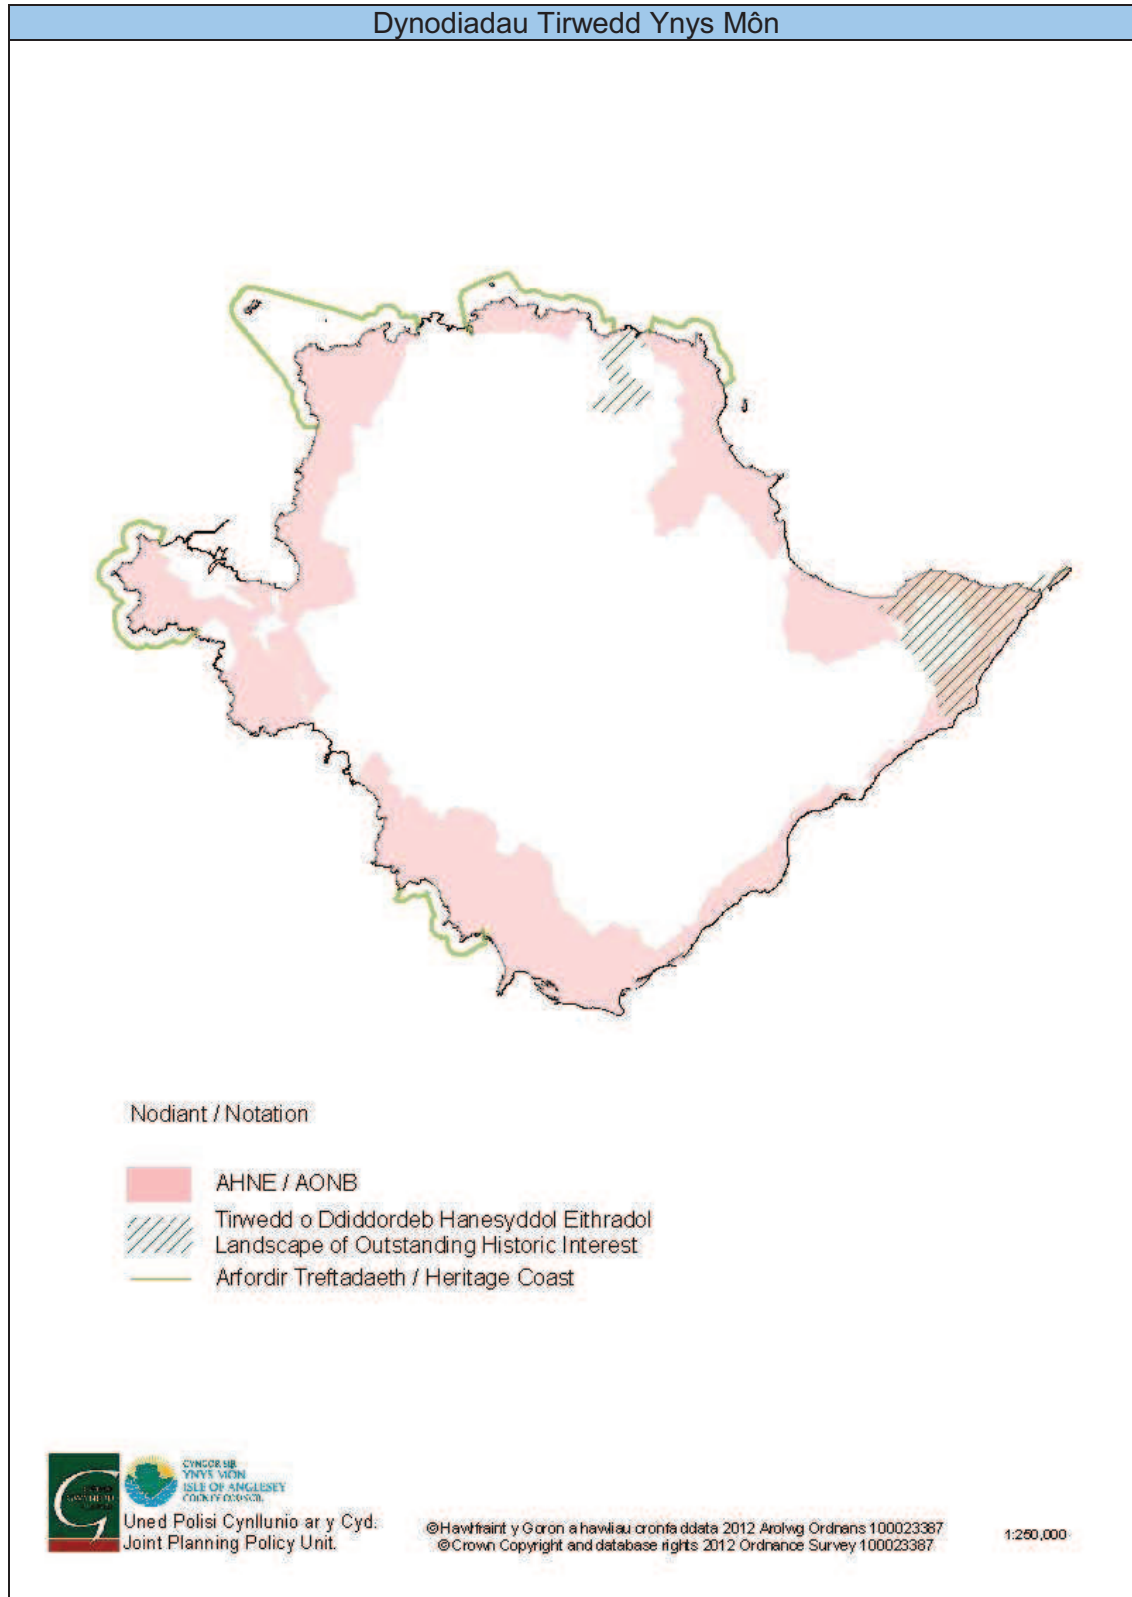 Dynodiadau Tirwedd Ynys Môn
Nodiant / Notation
AHNE / AONB
Tirwedd o Ddiddordeb Hanesyddol Eithradol
Landscape of Outstanding Historic Interest
Arfordir Treftadaeth / Heritage Coast
CYNGOR SIR
YNYS MÔN
ISLE OF ANGLESEY
COUNTY COUNCIL
Uned Polisi Cynllunio ar y Cyd.
Joint Planning Policy Unit.
©Hawlfraint y Goron a hawliau cronfa ddata 2012 Arolwg Ordnans 100023387
©Crown Copyright and database rights 2012 Ordnance Survey 100023387
1:250,000